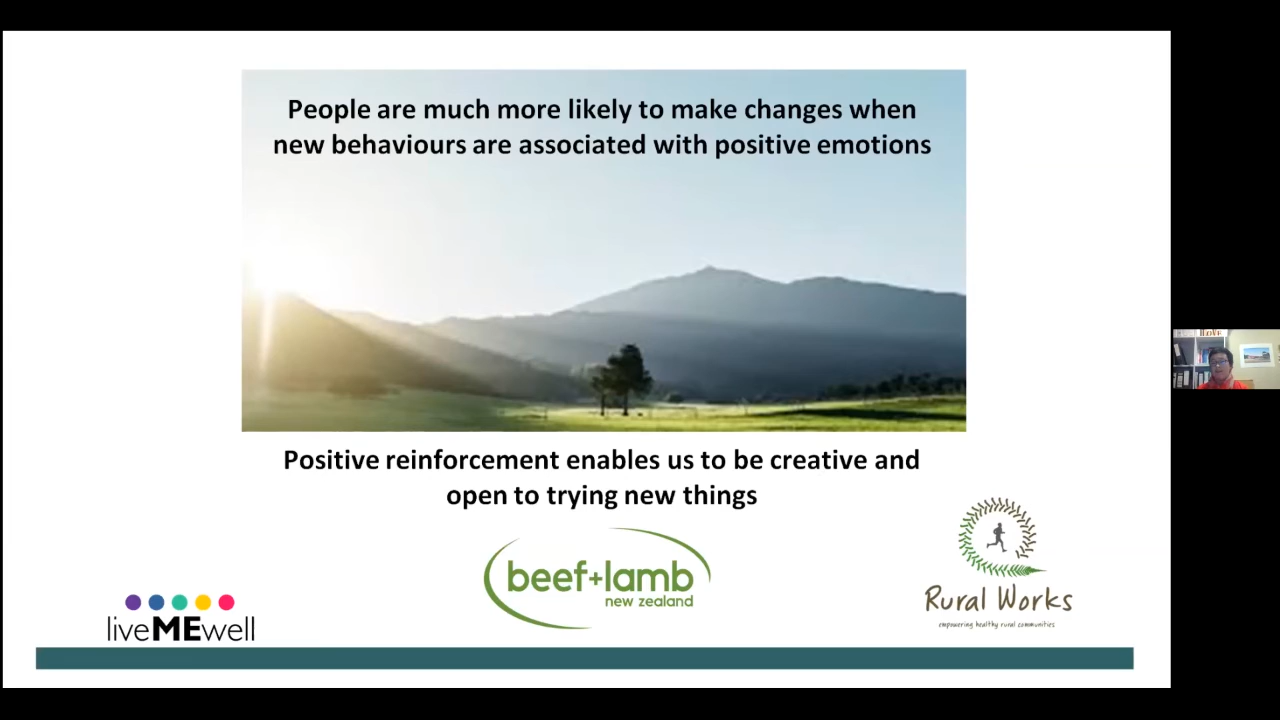 People are much more likely to make changes when
new behaviours are associated with positive emotions
Positive reinforcement enables us to be creative and
open to trying new things
beef+lamb
new zealand
liveMEwell
Rural Works
empowering healthy rural communities